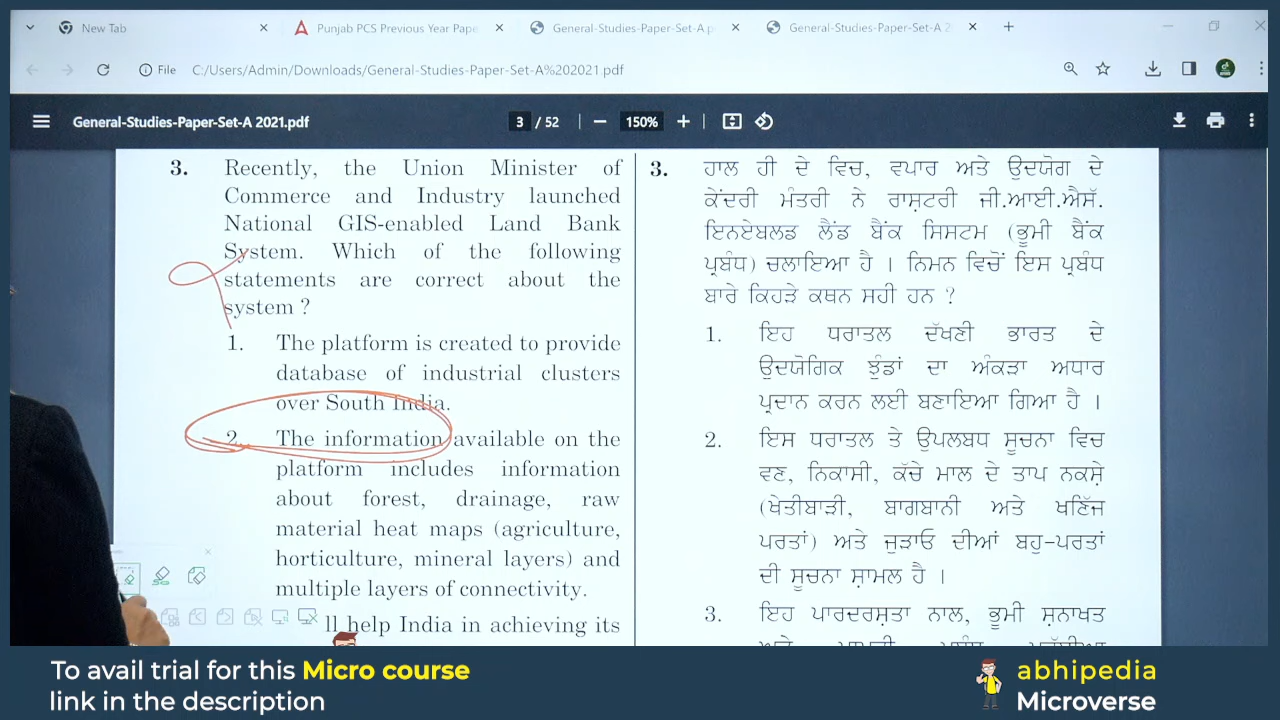 New Tab
Punjab PCS Previous Year Pape
General-Studies-Paper-Set-A p
General-Studies-Paper-Set-A 2
File C:/Users/Admin/Downloads/General-Studies-Paper-Set-A%202021.pdf
General-Studies-Paper-Set-A 2021.pdf
3 / 52
150%
3. Recently, the Union Minister of
Commerce and Industry launched
National GIS-enabled Land Bank
System. Which of the following
statements are correct about the
system ?
1. The platform is created to provide
database of industrial clusters
over South India.
2. The information available on the
platform includes information
about forest, drainage, raw
material heat maps (agriculture,
horticulture, mineral layers) and
multiple layers of connectivity.
ll help India in achieving its
3. ਹਾਲ ਹੀ ਦੇ ਵਿਚ, ਵਪਾਰ ਅਤੇ ਉਦਯੋਗ ਦੇ
ਕੇਂਦਰੀ ਮੰਤਰੀ ਨੇ ਰਾਸ਼ਟਰੀ ਜੀ.ਆਈ.ਐਸੱ.
ਇਨਏਬਲਡ ਲੈਂਡ ਬੈਂਕ ਸਿਸਟਮ (ਭੂਮੀ ਬੈਂਕ
ਪ੍ਰਬੰਧ) ਚਲਾਇਆ ਹੈ । ਨਿਮਨ ਵਿਚੋਂ ਇਸ ਪ੍ਰਬੰਧ
ਬਾਰੇ ਕਿਹੜੇ ਕਥਨ ਸਹੀ ਹਨ ?
1. ਇਹ ਧਰਾਤਲ ਦੱਖਣੀ ਭਾਰਤ ਦੇ
ਉਦਯੋਗਿਕ ਝੁੰਡਾਂ ਦਾ ਅੰਕੜਾ ਅਧਾਰ
ਪ੍ਰਦਾਨ ਕਰਨ ਲਈ ਬਣਾਇਆ ਗਿਆ ਹੈ ।
2. ਇਸ ਧਰਾਤਲ ਤੇ ਉਪਲਬਧ ਸੂਚਨਾ ਵਿਚ
ਵਣ, ਨਿਕਾਸੀ, ਕੱਚੇ ਮਾਲ ਦੇ ਤਾਪ ਨਕਸ਼ੇ
(ਖੇਤੀਬਾੜੀ, ਬਾਗਬਾਨੀ ਅਤੇ ਖਣਿੱਜ
ਪਰਤਾਂ) ਅਤੇ ਜੁੜਾਓ ਦੀਆਂ ਬਹੁ-ਪਰਤਾਂ
ਦੀ ਸੂਚਨਾ ਸ਼ਾਮਲ ਹੈ ।
3. ਇਹ ਪਾਰਦਰਸ਼ਤਾ ਨਾਲ, ਭੂਮੀ ਸ਼ਨਾਖਤ
To avail trial for this Micro course
link in the description
abhipedia
Microverse